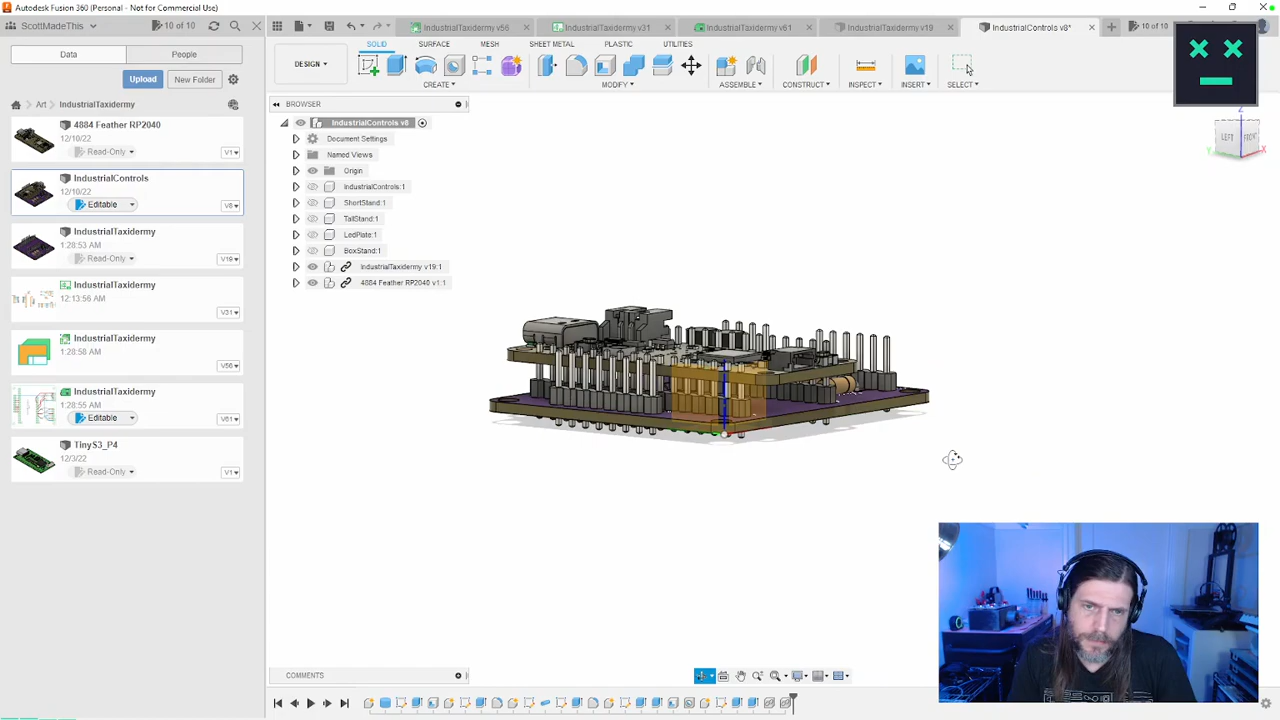 Autodesk Fusion 360 (Personal - Not for Commercial Use)
ScottMadeThis
10 of 10
IndustrialTaxidermy v56
IndustrialTaxidermy v31
IndustrialTaxidermy v61
IndustrialTaxidermy v19
IndustrialControls v8*
10 of 10
Data
People
Upload
New Folder
Art
IndustrialTaxidermy
DESIGN
SOLID
SURFACE
MESH
SHEET METAL
PLASTIC
UTILITIES
CREATE
MODIFY
ASSEMBLE
CONSTRUCT
INSPECT
INSERT
SELECT
4884 Feather RP2040
12/10/22
Read-Only
V1
IndustrialControls
12/10/22
Editable
V8
IndustrialTaxidermy
1:28:53 AM
Read-Only
V19
IndustrialTaxidermy
12:13:56 AM
V31
IndustrialTaxidermy
1:28:58 AM
V56
IndustrialTaxidermy
1:28:55 AM
Editable
V61
TinyS3_P4
12/3/22
Read-Only
V1
BROWSER
IndustrialControls v8
Document Settings
Named Views
Origin
IndustrialControls:1
ShortStand:1
TallStand:1
LedPlate:1
BoxStand:1
IndustrialTaxidermy v19:1
4884 Feather RP2040 v1:1
Z
LEFT
FRONT
Y
X
COMMENTS